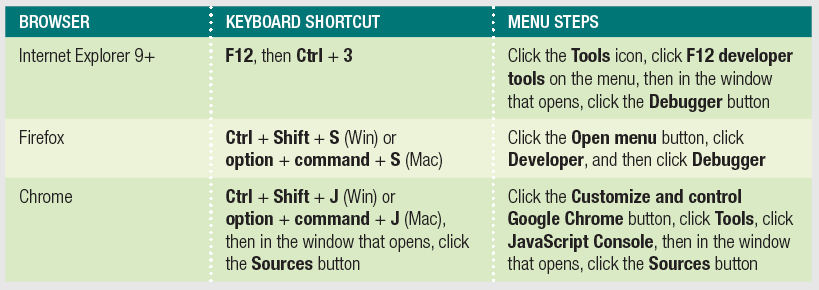 BROWSER KEYBOARD SHORTCUT MENU STEPS
Internet Explorer 9+ F12, then Ctrl + 3 Click the Tools icon, click F12 developer
tools on the menu, then in the window
that opens, click the Debugger button
Firefox Ctrl + Shift + S (Win) or Click the Open menu button, click
option + command + S (Mac) Developer, and then click Debugger
Chrome Ctrl + Shift + J (Win) or Click the Customize and control
option + command + J (Mac), Google Chrome button, click Tools, click
then in the window that opens, click JavaScript Console, then in the window
the Sources button that opens, click the Sources button